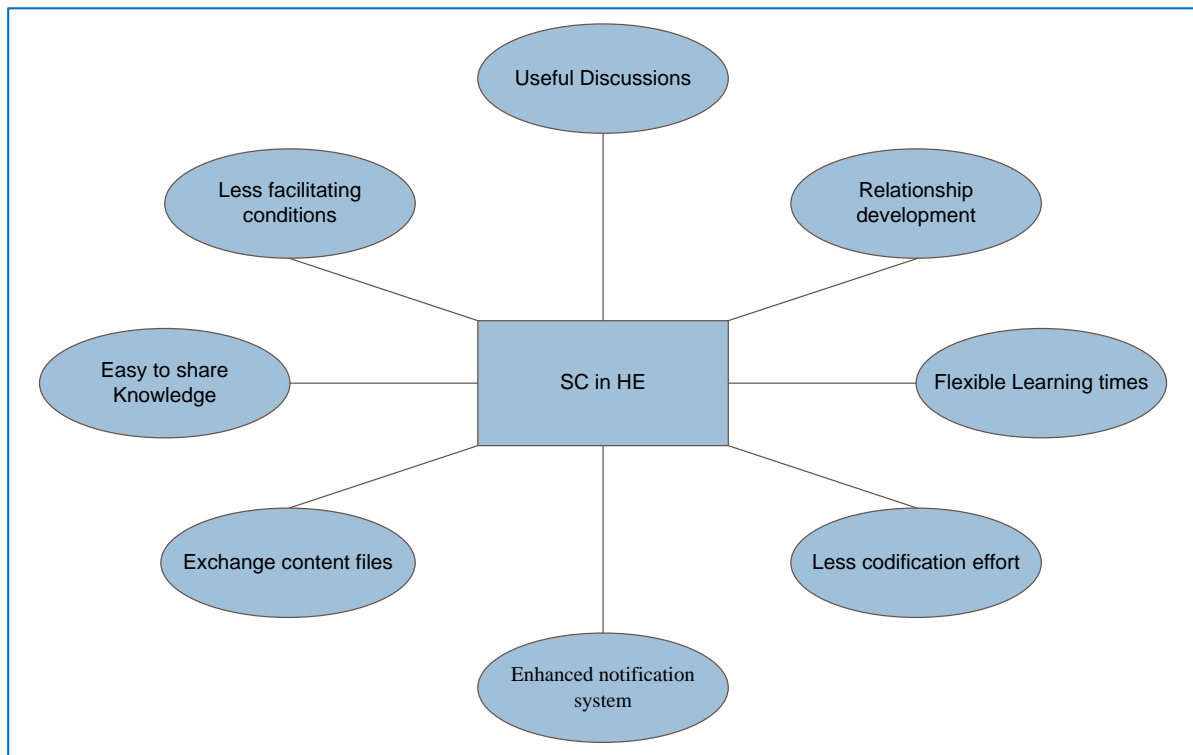 Useful Discussions
Less facilitating
conditions
Relationship
development
Easy to share
Knowledge
SC in HE
Flexible Learning times
Exchange content files
Less codification effort
Enhanced notification
system